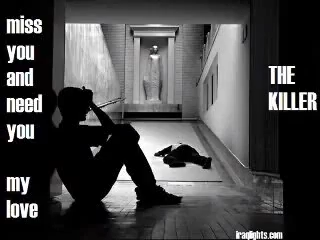 miss
you
and
need
you
my
love
THE
KILLER
iraqlights.com